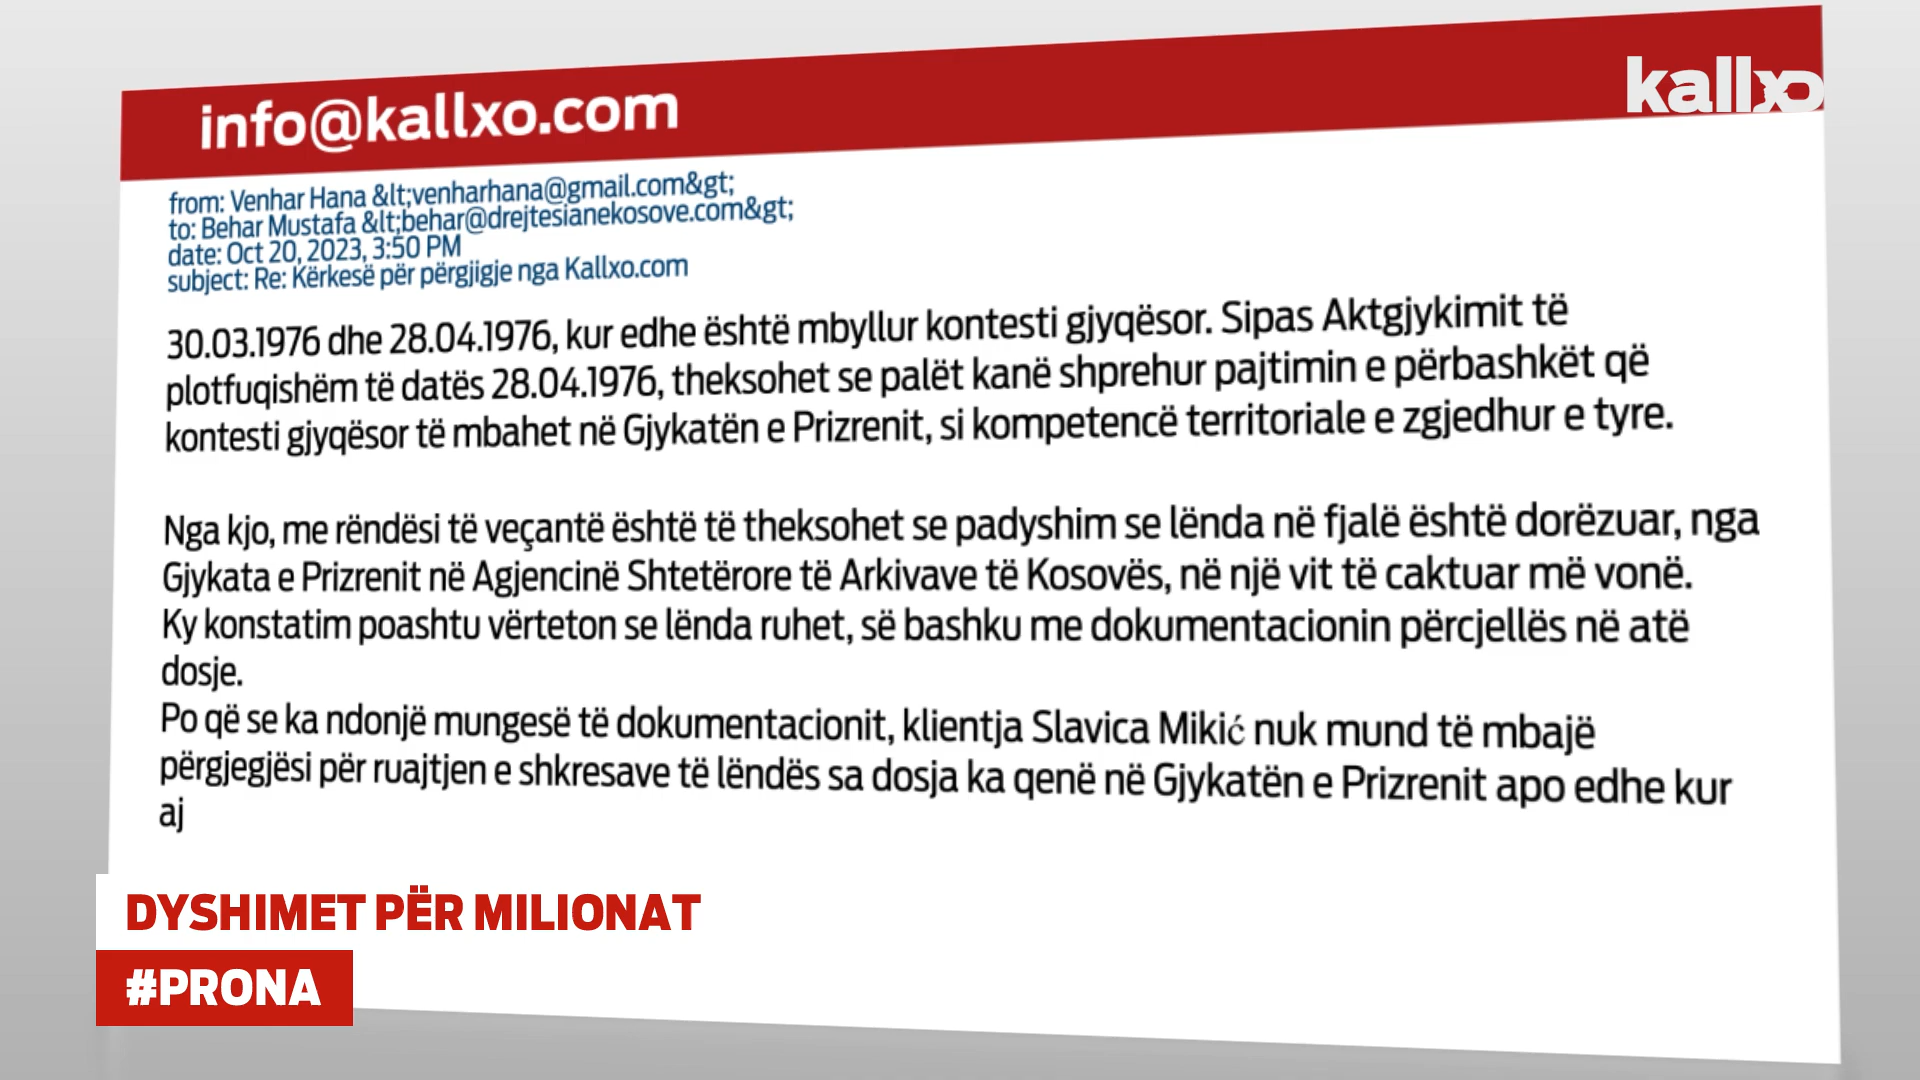 info@kallxo.com
kallxo
from: Venhar Hana &lt;venharhana@gmail.com&gt;
to: Behar Mustafa &lt;behar@drejtesianekosove.com&gt;
date: Oct 20, 2023, 3:50 PM
subject: Re: Kërkesë për përgjigje nga Kallxo.com
30.03.1976 dhe 28.04.1976, kur edhe është mbyllur kontesti gjyqësor. Sipas Aktgjykimit të
plotfuqishëm të datës 28.04.1976, theksohet se palët kanë shprehur pajtimin e përbashkët që
kontesti gjyqësor të mbahet në Gjykatën e Prizrenit, si kompetencë territoriale e zgjedhur e tyre.
Nga kjo, me rëndësi të veçantë është të theksohet se padyshim se lënda në fjalë është dorëzuar, nga
Gjykata e Prizrenit në Agjencinë Shtetërore të Arkivave të Kosovës, në një vit të caktuar më vonë.
Ky konstatim poashtu vërteton se lënda ruhet, së bashku me dokumentacionin përcjellës në atë
dosje.
Po që se ka ndonjë mungesë të dokumentacionit, klientja Slavica Mikić nuk mund të mbajë
përgjegjësi për ruajtjen e shkresave të lëndës sa dosja ka qenë në Gjykatën e Prizrenit apo edhe kur
aj
DYSHIMET PËR MILIONAT
#PRONA